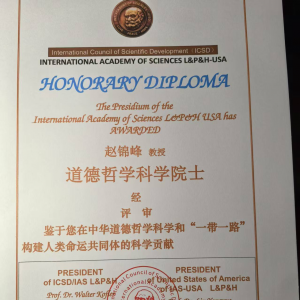 International Council of Scientific Development (ICSD)
INTERNATIONAL ACADEMY OF SCIENCES L&P&H-USA
HONORARY DIPLOMA
The Presidium of the
International Academy of Sciences L&P&H USA has
AWARDED
赵锦峰 教授
道德哲学科学院士
经
评 审
鉴于您在中华道德哲学科学和“一带一路”
构建人类命运共同体的科学贡献
PRESIDENT
of ICSD/IAS L&P&H
Prof. Dr. Walter
PRESIDENT
United States of America
of IAS-USA L&P&H